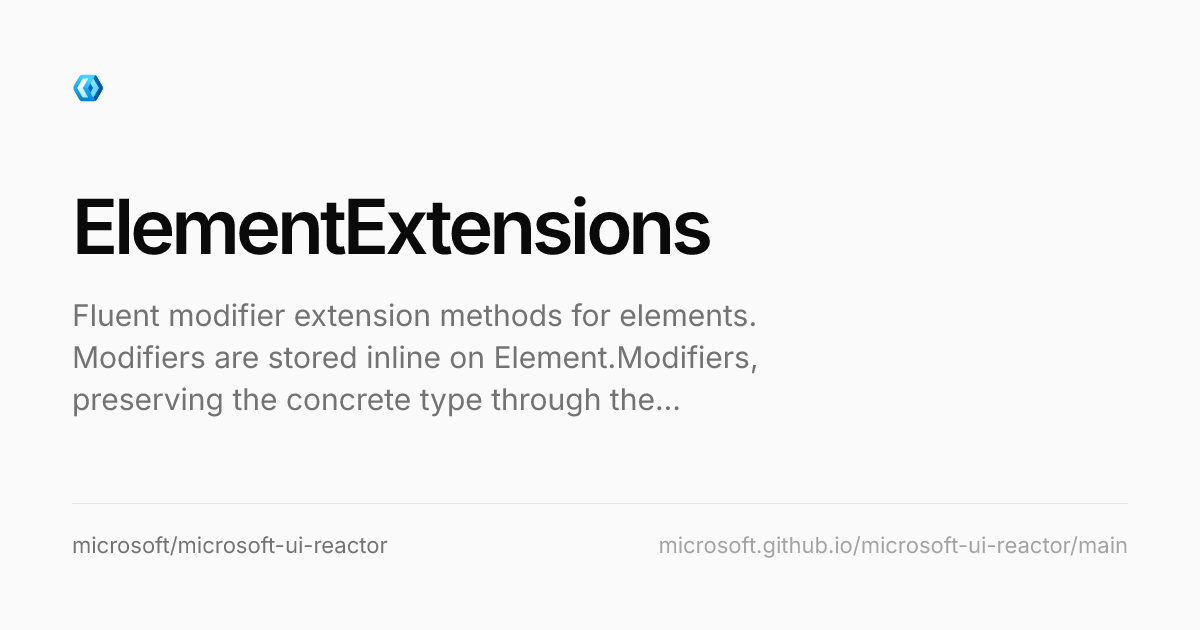 ElementExtensions
Fluent modifier extension methods for elements.
Modifiers are stored inline on Element.Modifiers,
preserving the concrete type through the...
microsoft/microsoft-ui-reactor
microsoft.github.io/microsoft-ui-reactor/main